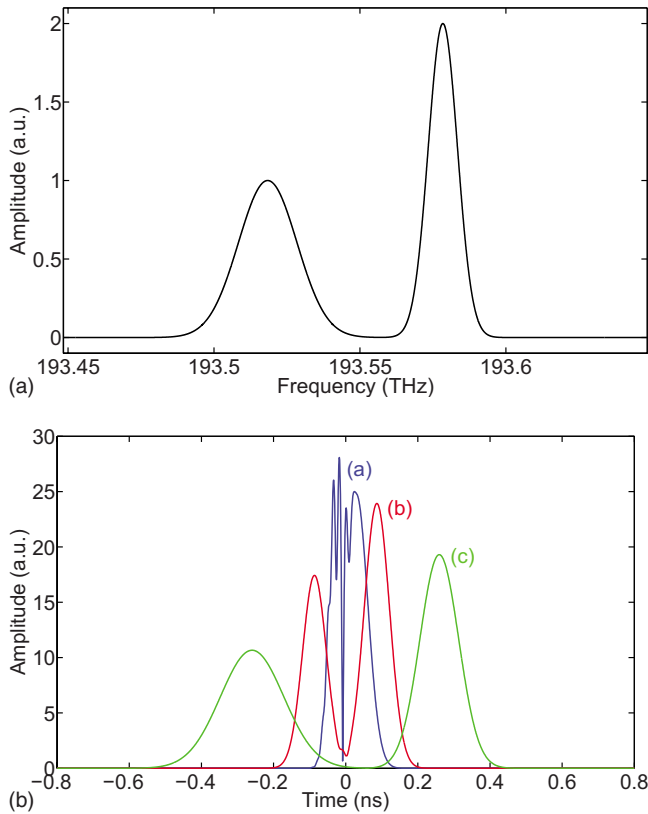 2
1.5
1
0.5
0
Amplitude (a.u.)
193.45 193.5 193.55 193.6
Frequency (THz)
(a)
30
25
20
15
10
5
0
Amplitude (a.u.)
(a)
(b)
(c)
−0.8 −0.6 −0.4 −0.2 0 0.2 0.4 0.6 0.8
Time (ns)
(b)